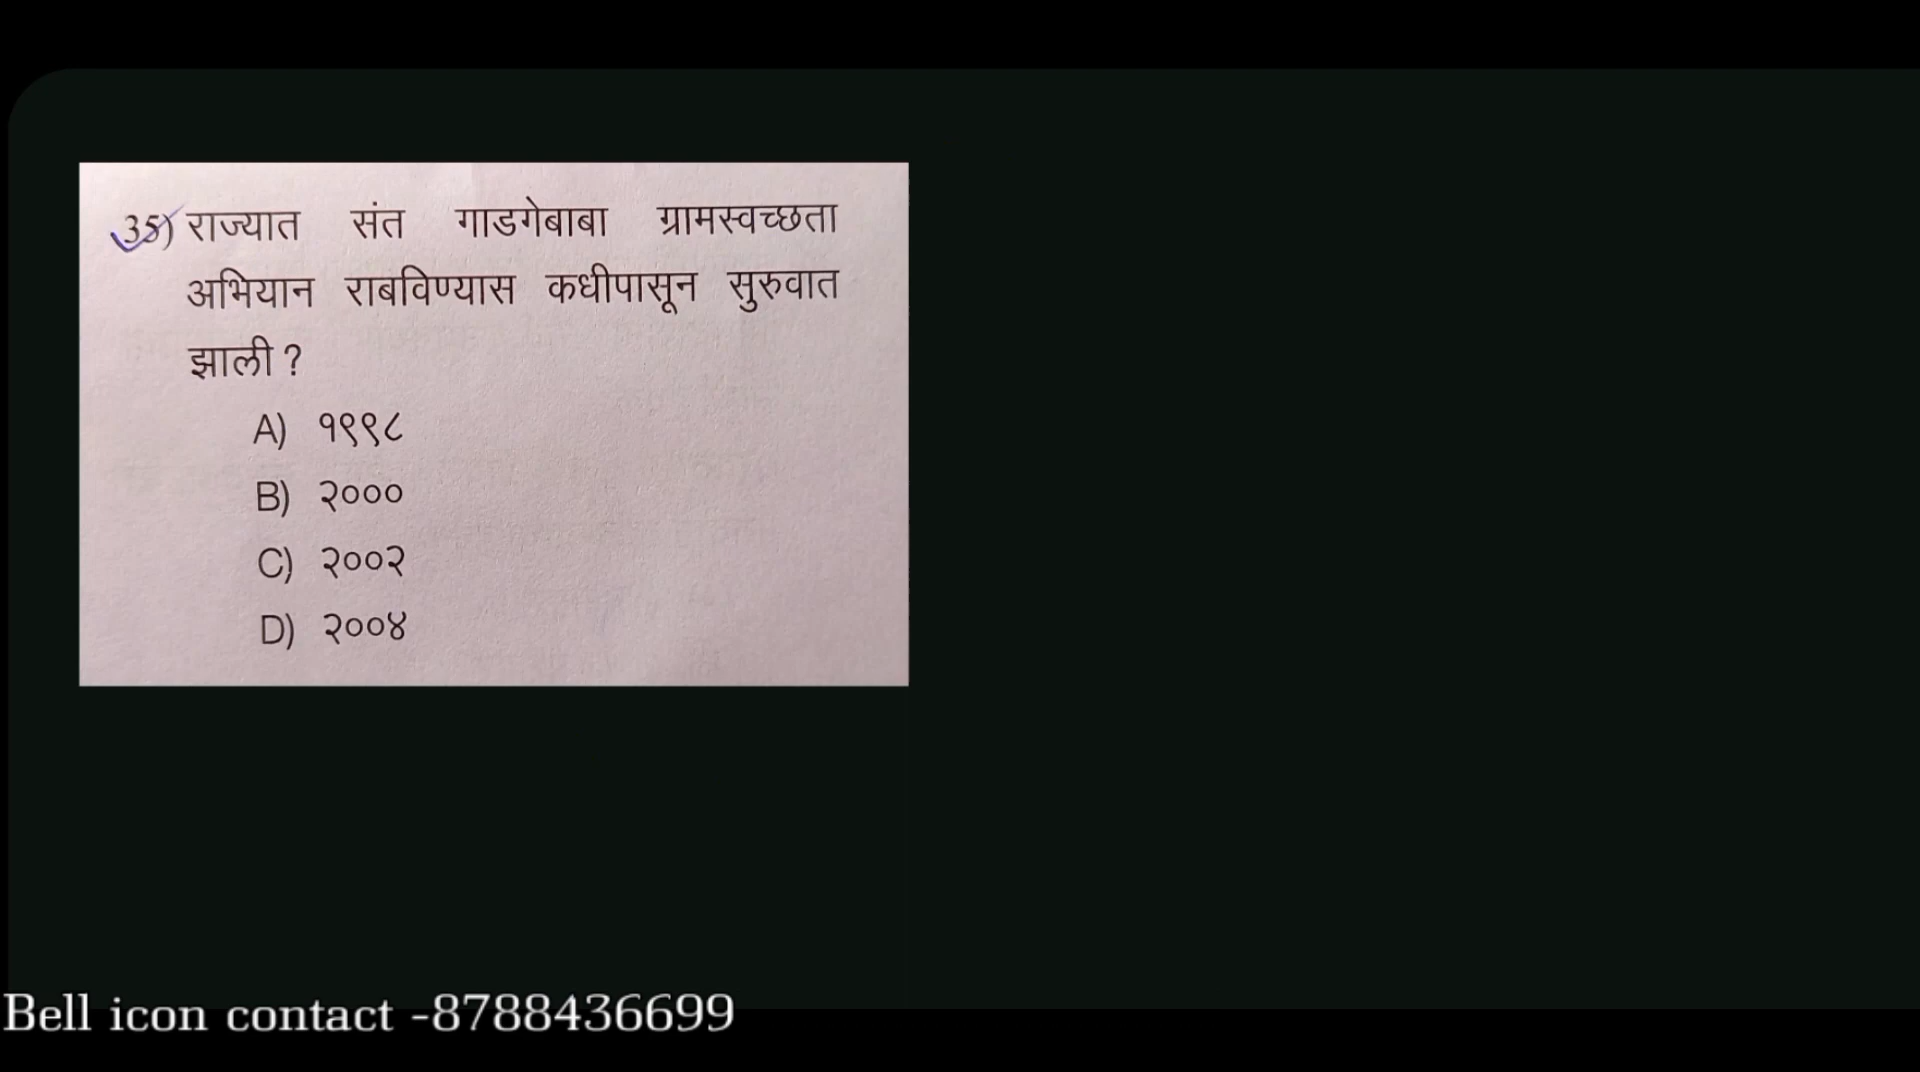 35) राज्यात संत गाडगेबाबा ग्रामस्वच्छता
अभियान राबविण्यास कधीपासून सुरुवात
झाली ?
A) १९९८
B) २०००
C) २००२
D) २००४
Bell icon contact -8788436699